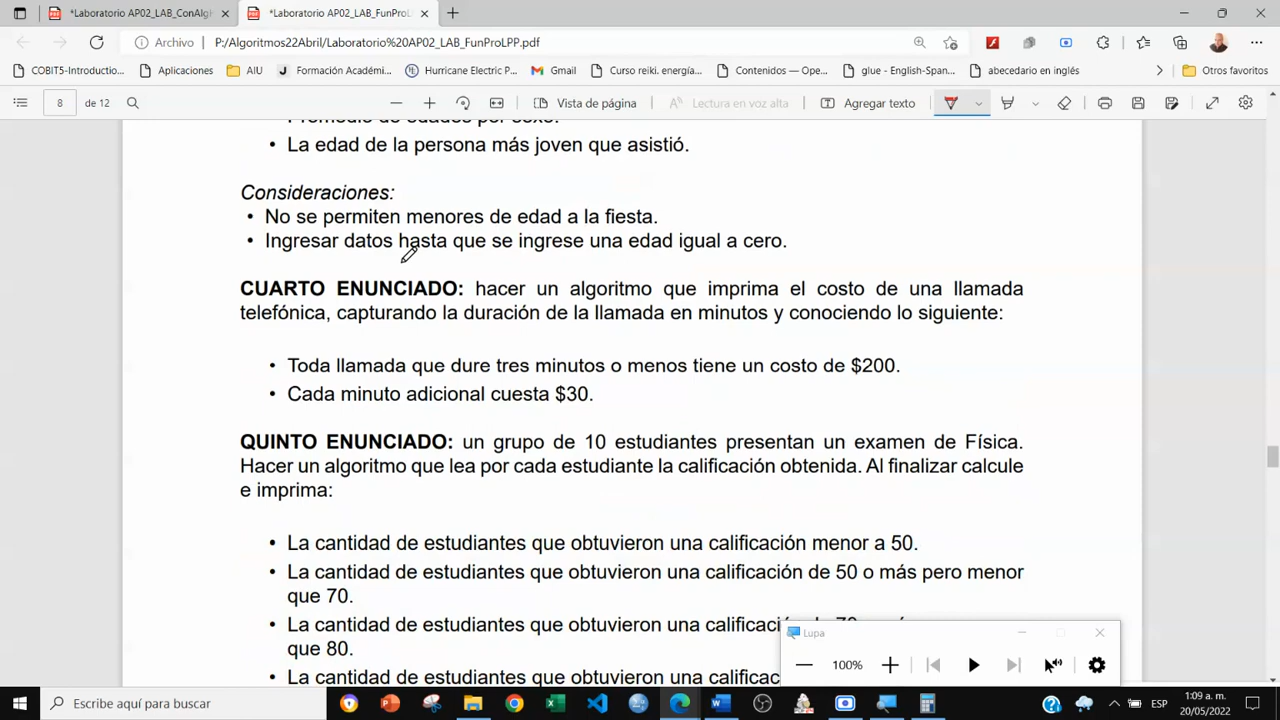 *Laboratorio AP02_LAB_ConAlgI
*Laboratorio AP02_LAB_FunProL
Archivo P:/Algoritmos22Abril/Laboratorio%20AP02_LAB_FunProLPP.pdf
COBIT5-Introductio... Aplicaciones AIU Formación Académi... Hurricane Electric P... Gmail Curso reiki. energía... Contenidos — Ope... glue - English-Span... abecedario en inglés Otros favoritos
8 de 12 Vista de página Lectura en voz alta Agregar texto
• Promedio de edades por sexo.
• La edad de la persona más joven que asistió.
Consideraciones:
• No se permiten menores de edad a la fiesta.
• Ingresar datos hasta que se ingrese una edad igual a cero.
CUARTO ENUNCIADO: hacer un algoritmo que imprima el costo de una llamada
telefónica, capturando la duración de la llamada en minutos y conociendo lo siguiente:
• Toda llamada que dure tres minutos o menos tiene un costo de $200.
• Cada minuto adicional cuesta $30.
QUINTO ENUNCIADO: un grupo de 10 estudiantes presentan un examen de Física.
Hacer un algoritmo que lea por cada estudiante la calificación obtenida. Al finalizar calcule
e imprima:
• La cantidad de estudiantes que obtuvieron una calificación menor a 50.
• La cantidad de estudiantes que obtuvieron una calificación de 50 o más pero menor
que 70.
• La cantidad de estudiantes que obtuvieron una calificaci
que 80.
• La cantidad de estudiantes que obtuvieron una calificac
Lupa
100%
Escribe aquí para buscar
ESP
1:09 a. m.
20/05/2022